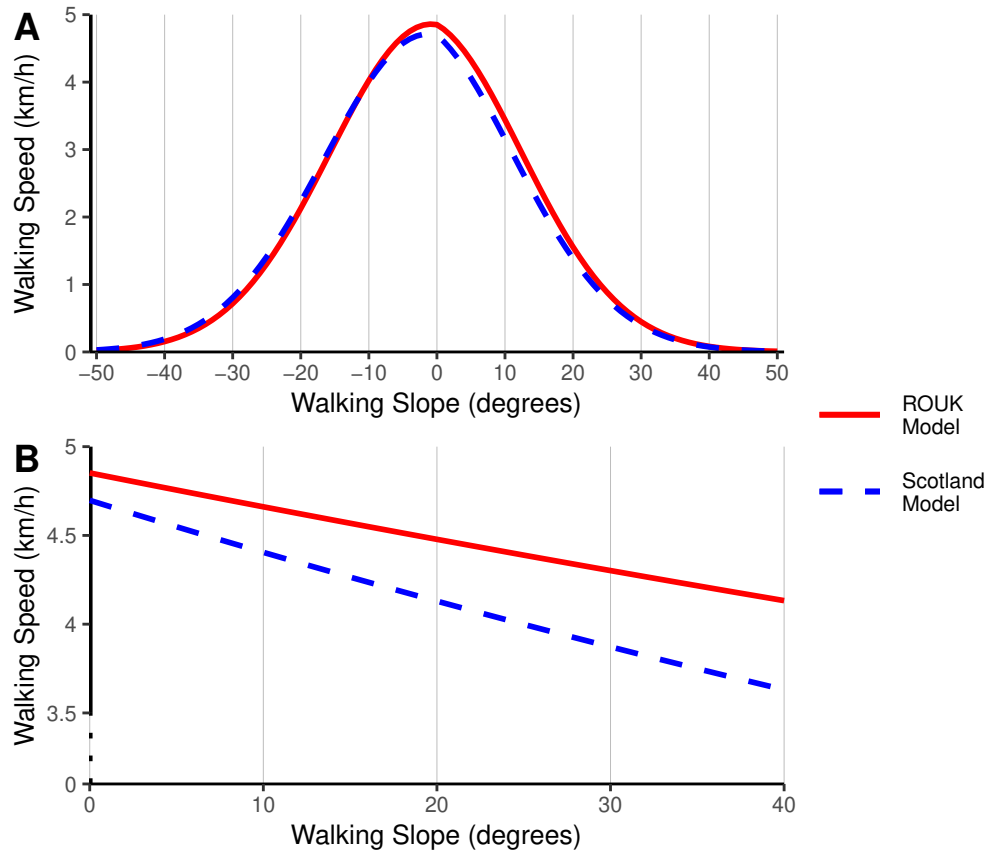 A
Walking Speed (km/h)
5
4
3
2
1
0
−50 −40 −30 −20 −10 0 10 20 30 40 50
Walking Slope (degrees)
ROUK
Model
Scotland
Model
B
Walking Speed (km/h)
5
4.5
4
3.5
0
0 10 20 30 40
Walking Slope (degrees)